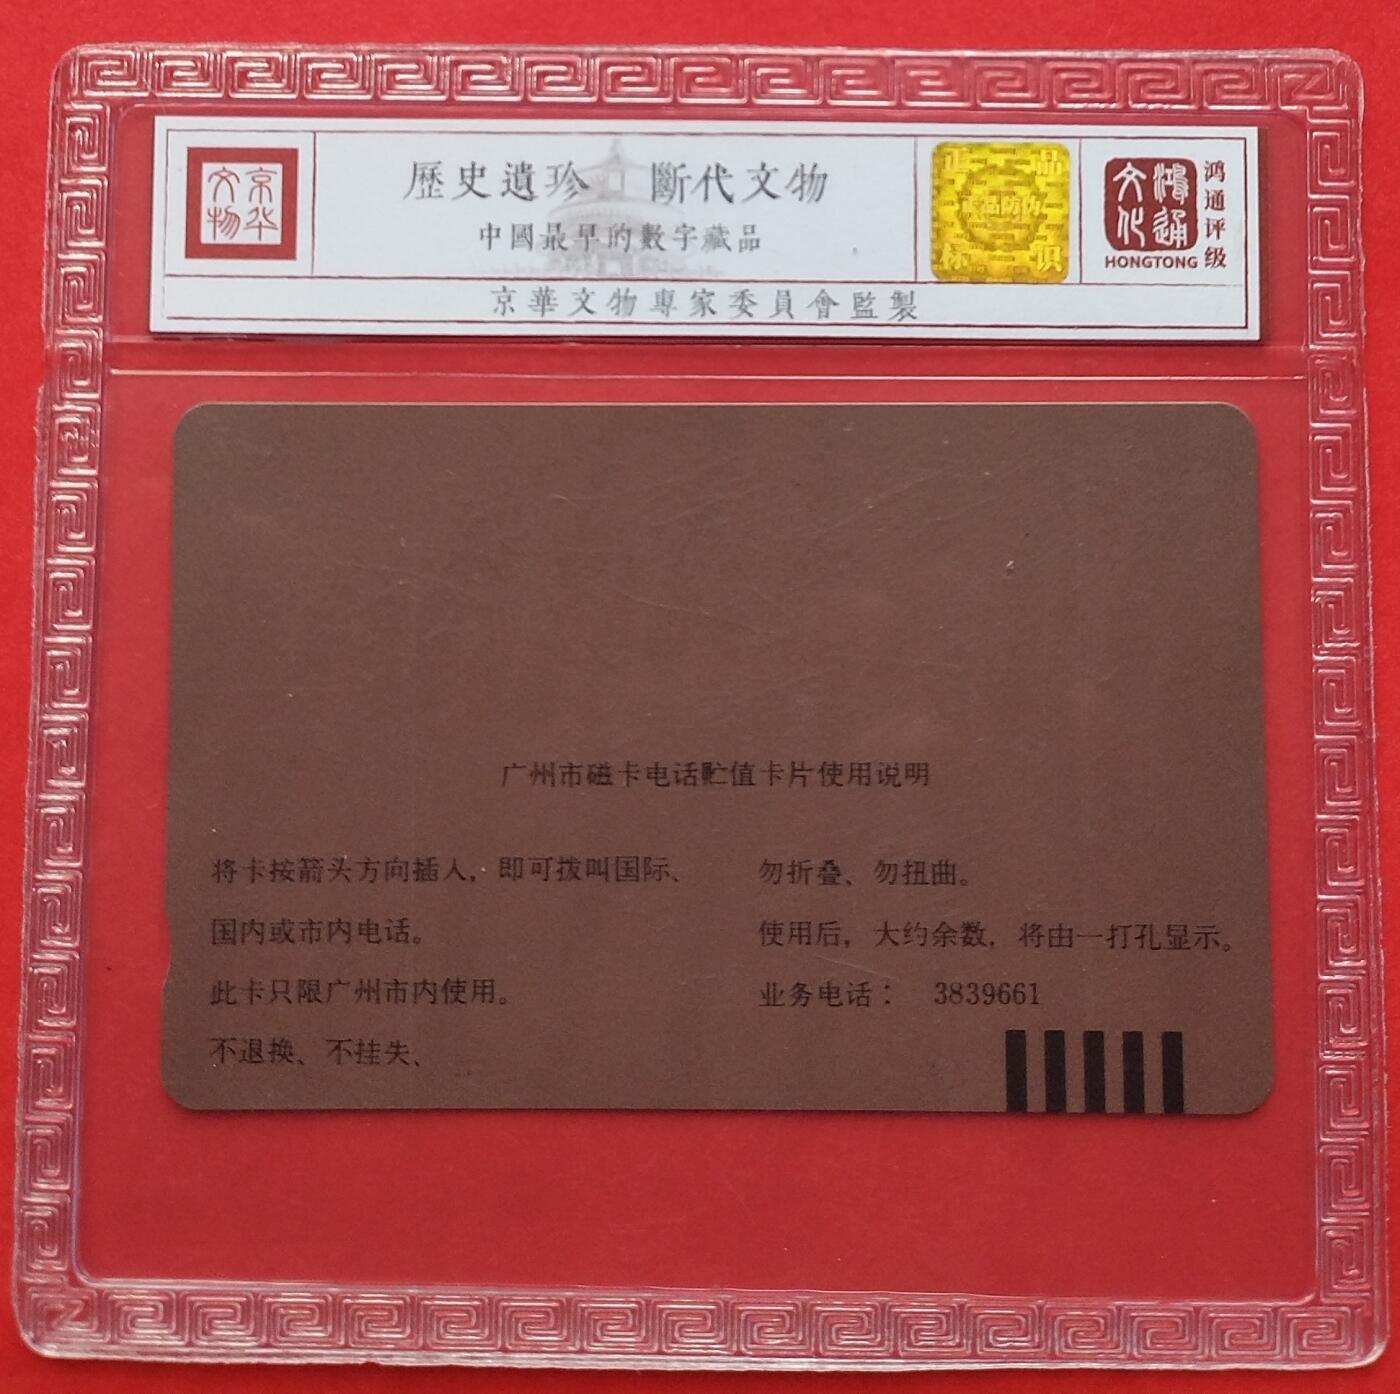 京华
文物
歷史遺珍 斷代文物
中國最早的數字藏品
京華文物專家委員會監製
正品
正品防伪
标识
鸿通
文化
HONGTONG
鸿通评级
广州市磁卡电话贮值卡片使用说明
将卡按箭头方向插入，即可拨叫国际、
国内或市内电话。
此卡只限广州市内使用。
不退换、不挂失、
勿折叠、勿扭曲。
使用后，大约余数，将由一打孔显示。
业务电话： 3839661